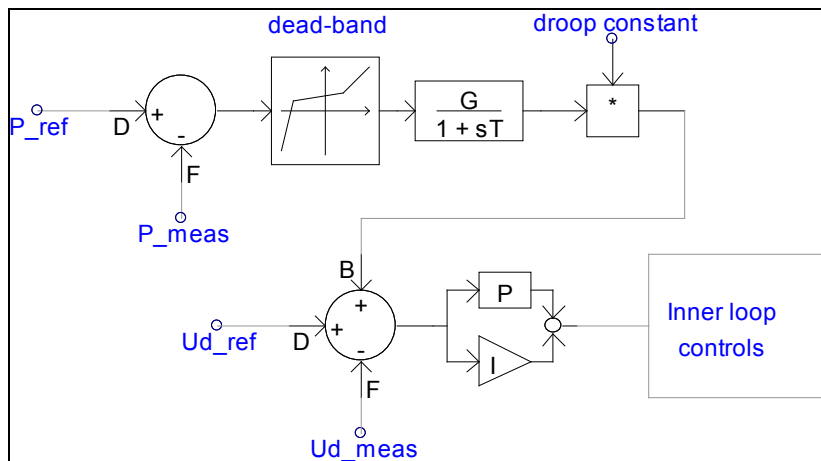 dead-band
droop constant
P_ref
D
+
-
F
P_meas
G
1 + sT
*
B
+
Ud_ref
D
+
-
F
Ud_meas
P
I
Inner loop
controls